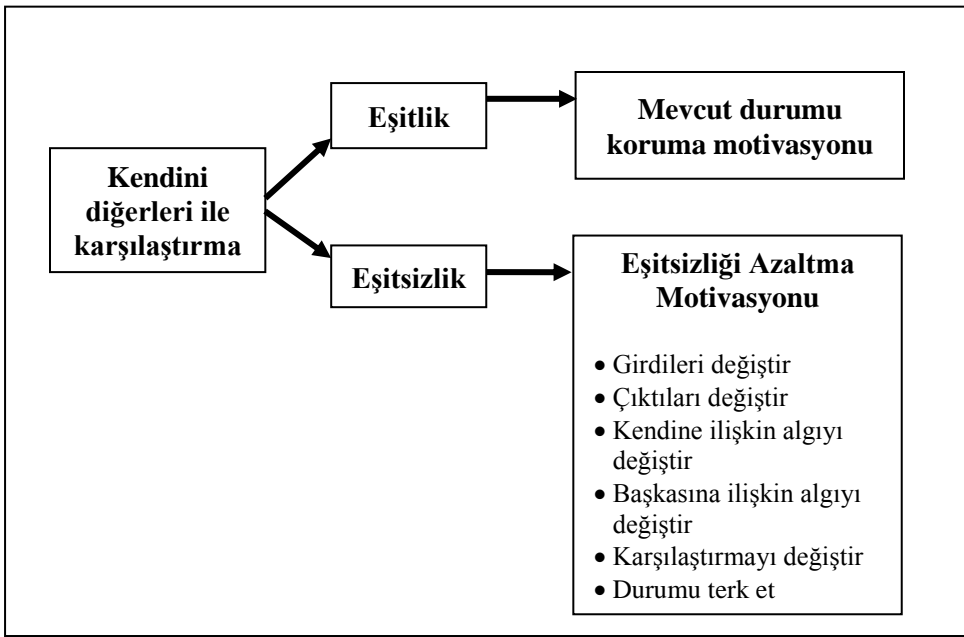 Kendini
diğerleri ile
karşılaştırma
Eşitlik
Mevcut durumu
koruma motivasyonu
Eşitsizlik
Eşitsizliği Azaltma
Motivasyonu
• Girdileri değiştir
• Çıktıları değiştir
• Kendine ilişkin algıyı
değiştir
• Başkasına ilişkin algıyı
değiştir
• Karşılaştırmayı değiştir
• Durumu terk et